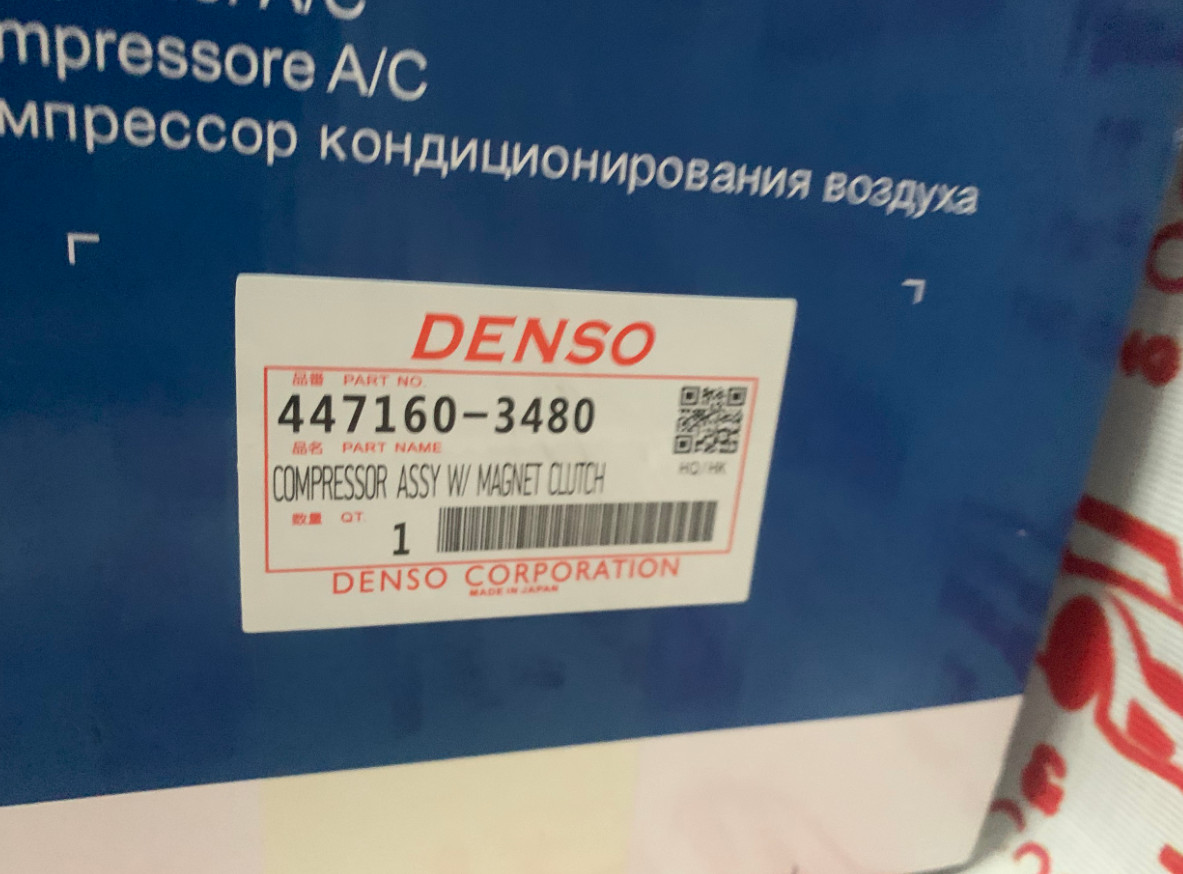 mpressore A/C
мпрессор кондиционирования воздуха
DENSO
品番 PART NO.
447160-3480
品名 PART NAME
HQ/HK
COMPRESSOR ASSY W/ MAGNET CLUTCH
数量 QT.
1
DENSO CORPORATION
MADE IN JAPAN